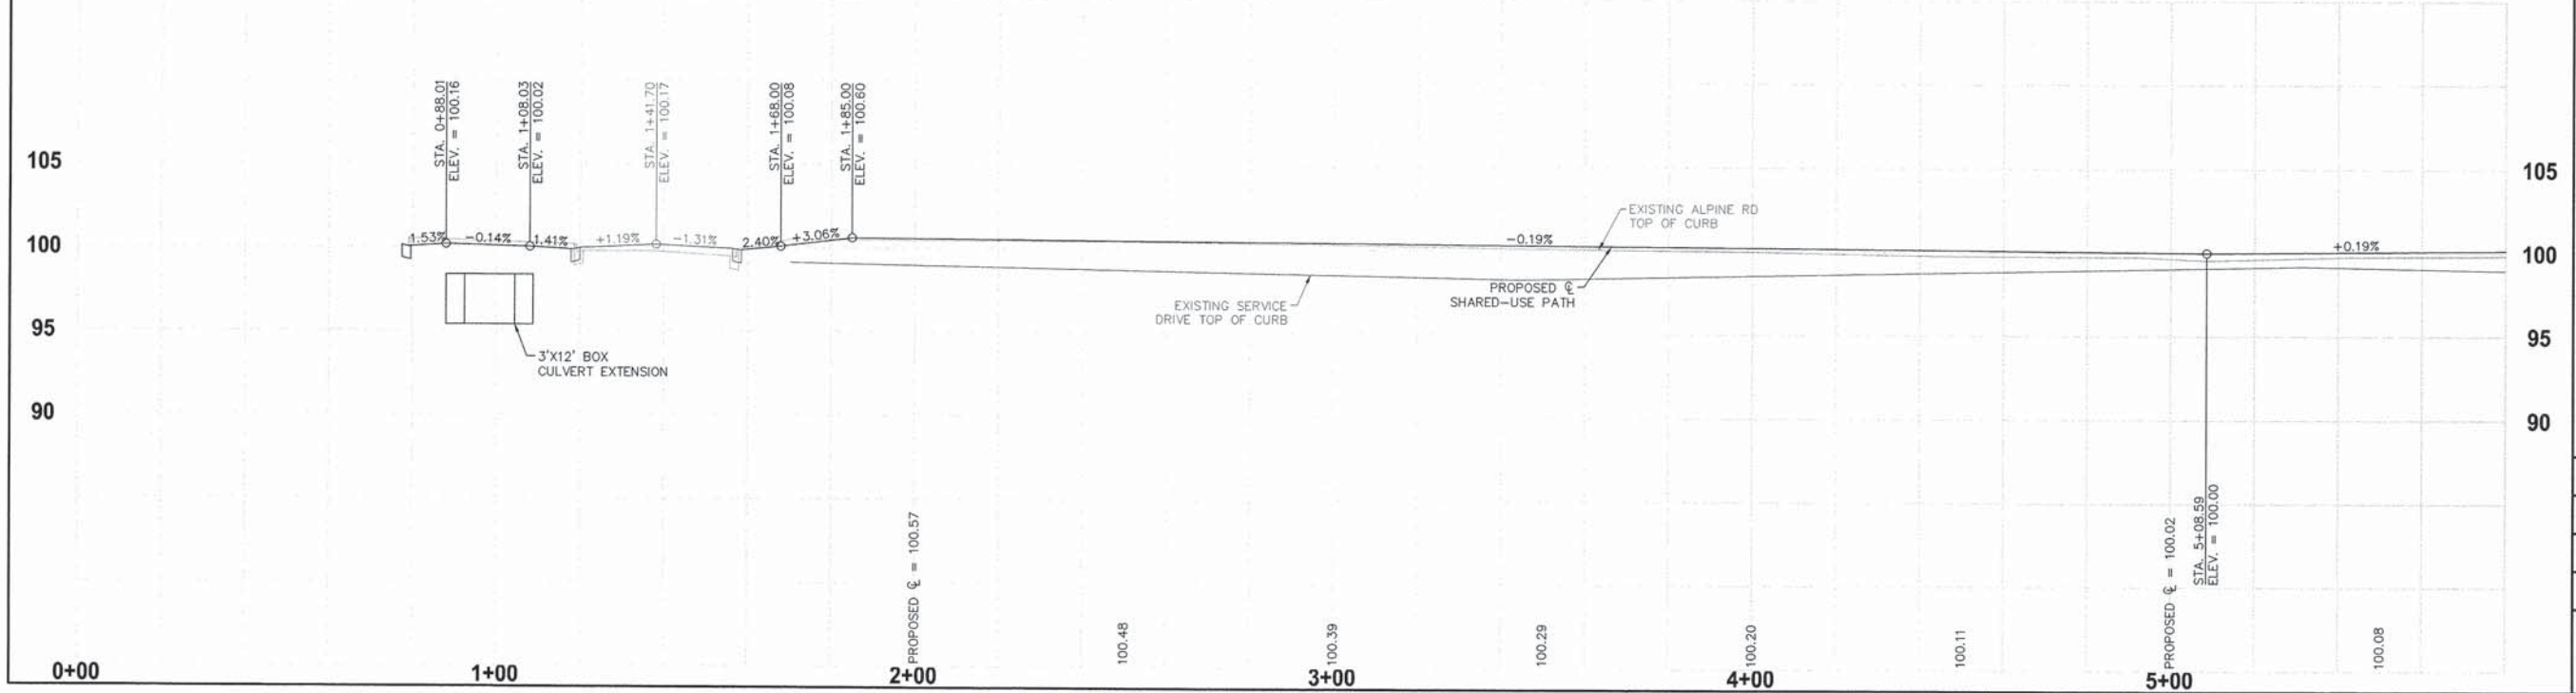 STA. 0+88.01
ELEV. = 100.16
STA. 1+08.03
ELEV. = 100.02
STA. 1+41.70
ELEV. = 100.17
STA. 1+68.00
ELEV. = 100.08
STA. 1+85.00
ELEV. = 100.60
105
105
100
1.53%
-0.14%
1.41%
+1.19%
-1.31%
2.40%
+3.06%
-0.19%
EXISTING ALPINE RD
TOP OF CURB
+0.19%
100
PROPOSED ℄
SHARED-USE PATH
EXISTING SERVICE
DRIVE TOP OF CURB
95
95
3'X12' BOX
CULVERT EXTENSION
90
90
PROPOSED ℄ = 100.57
100.48
100.39
100.29
100.20
100.11
PROPOSED ℄ = 100.02
STA. 5+08.59
ELEV. = 100.00
100.08
0+00
1+00
2+00
3+00
4+00
5+00